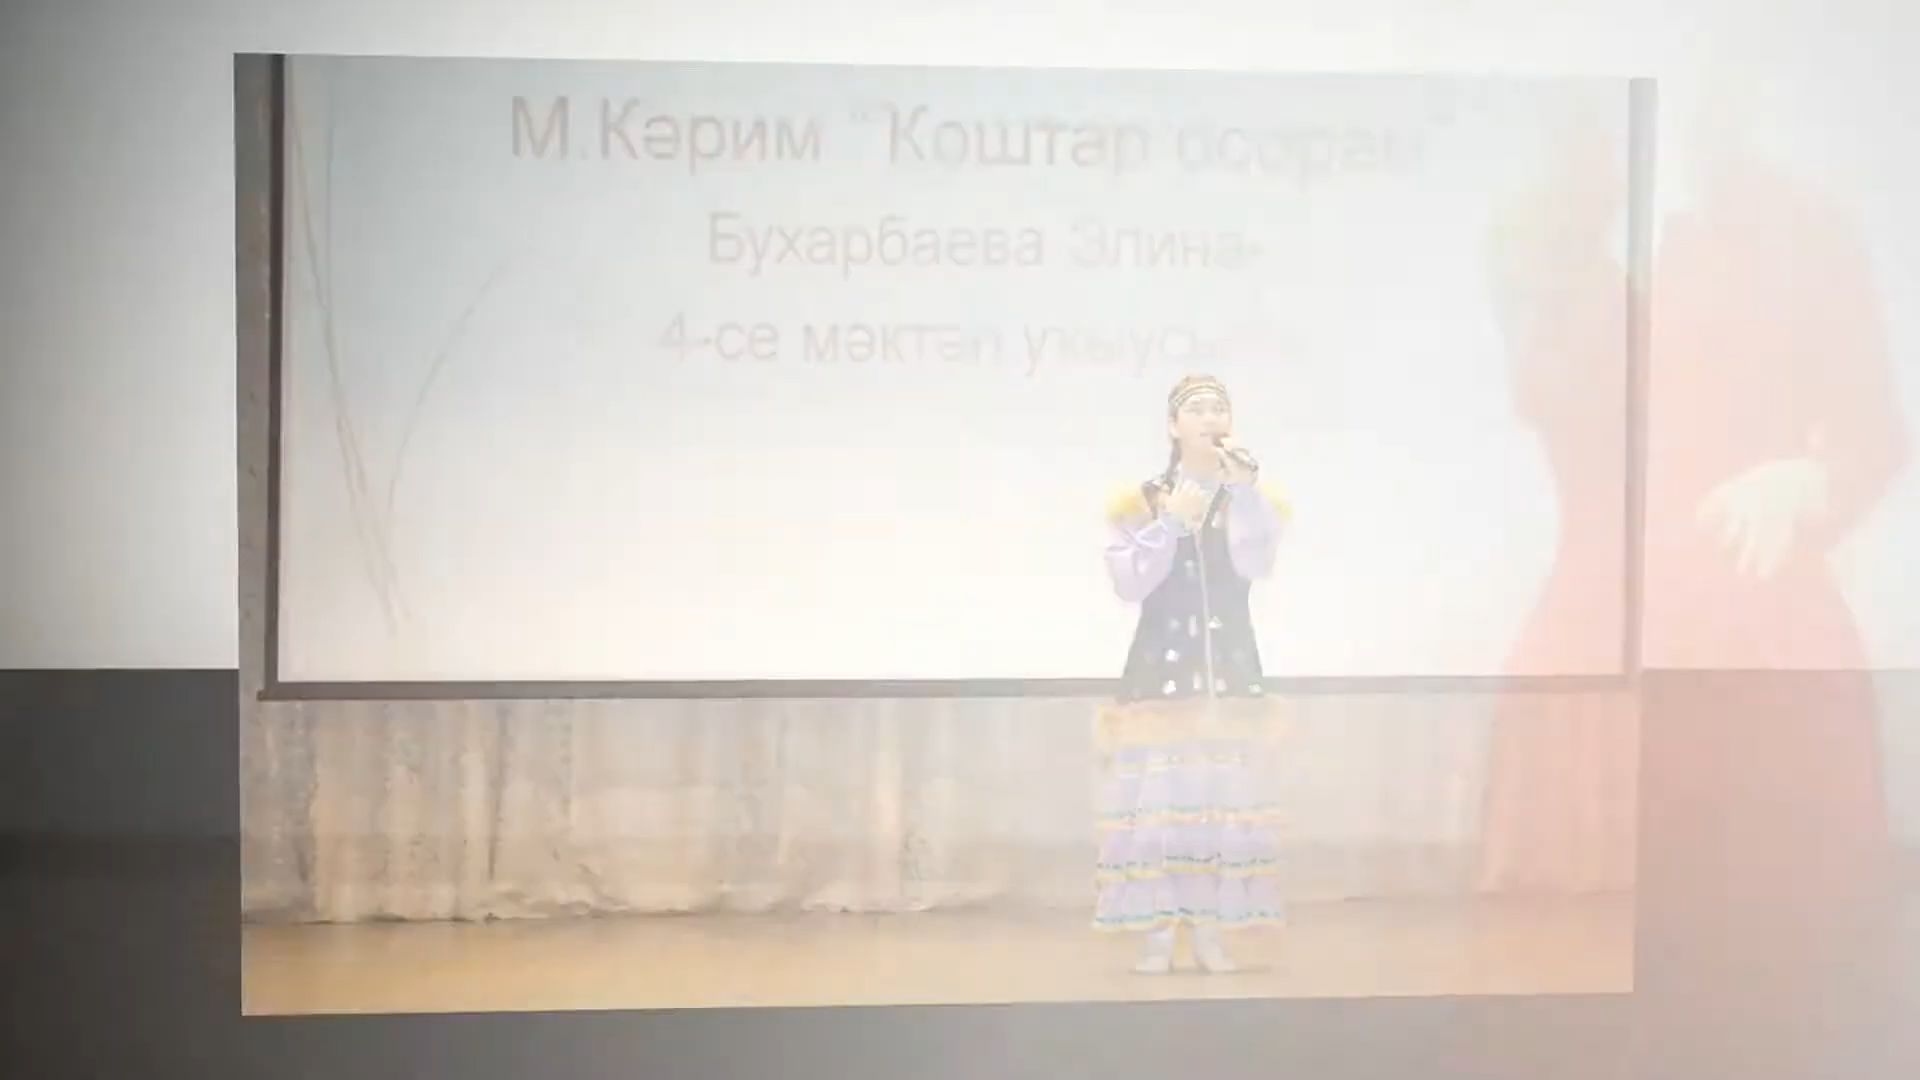 М.Кәрим "Коштар
Бухарбаева Элина-
4-се мәктәп